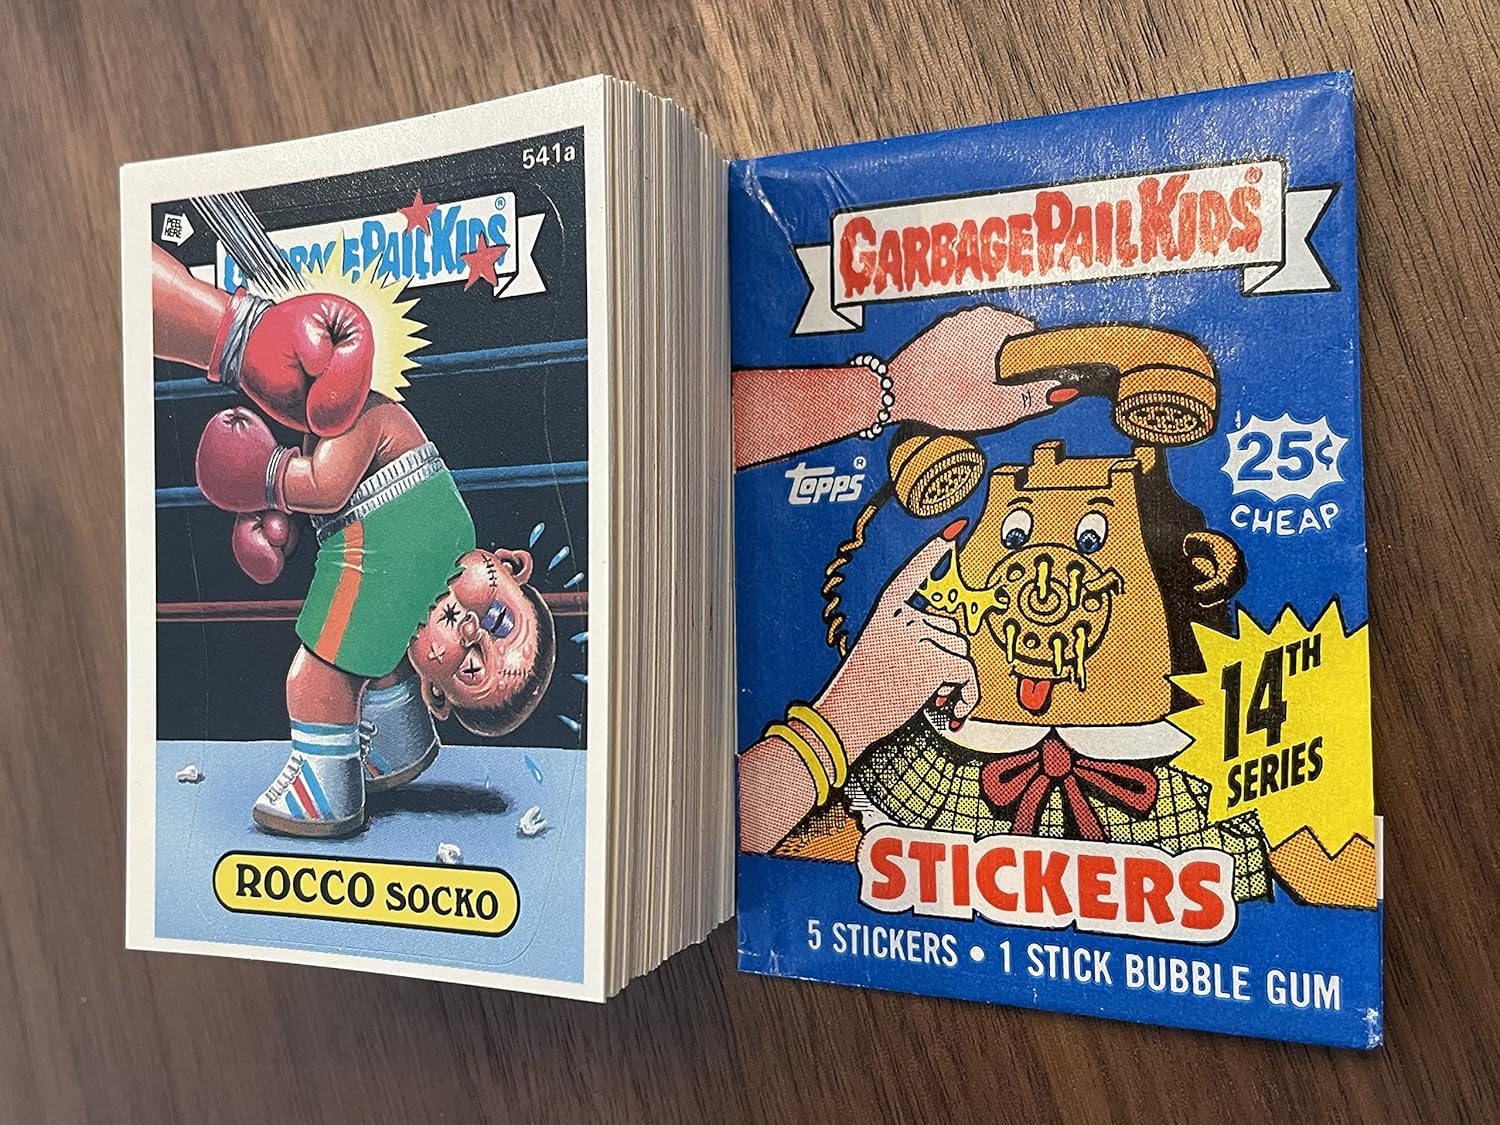 541a
PEEL HERE
GARBAGE PAIL KIDS®
ROCCO SOCKO
GARBAGE PAIL KIDS®
topps®
25¢
CHEAP
14TH
SERIES
STICKERS
5 STICKERS • 1 STICK BUBBLE GUM